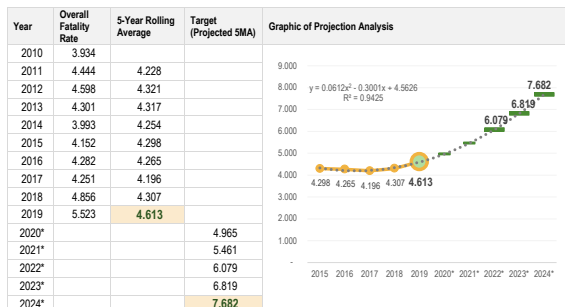 Year Overall Fatality Rate 5-Year Rolling Average Target (Projected 5MA) Graphic of Projection Analysis
2010 3.934
2011 4.444 4.228
2012 4.598 4.321
2013 4.301 4.317
2014 3.993 4.254
2015 4.152 4.298
2016 4.282 4.265
2017 4.251 4.196
2018 4.856 4.307
2019 5.523 4.613
2020* 4.965
2021* 5.461
2022* 6.079
2023* 6.819
2024* 7.682
9.000
8.000
7.000
6.000
5.000
4.000
3.000
2.000
1.000
-
y = 0.0612x² - 0.3001x + 4.5626
R² = 0.9425
4.298 4.265 4.196 4.307 4.613
6.079 6.819 7.682
2015 2016 2017 2018 2019 2020* 2021* 2022* 2023* 2024*